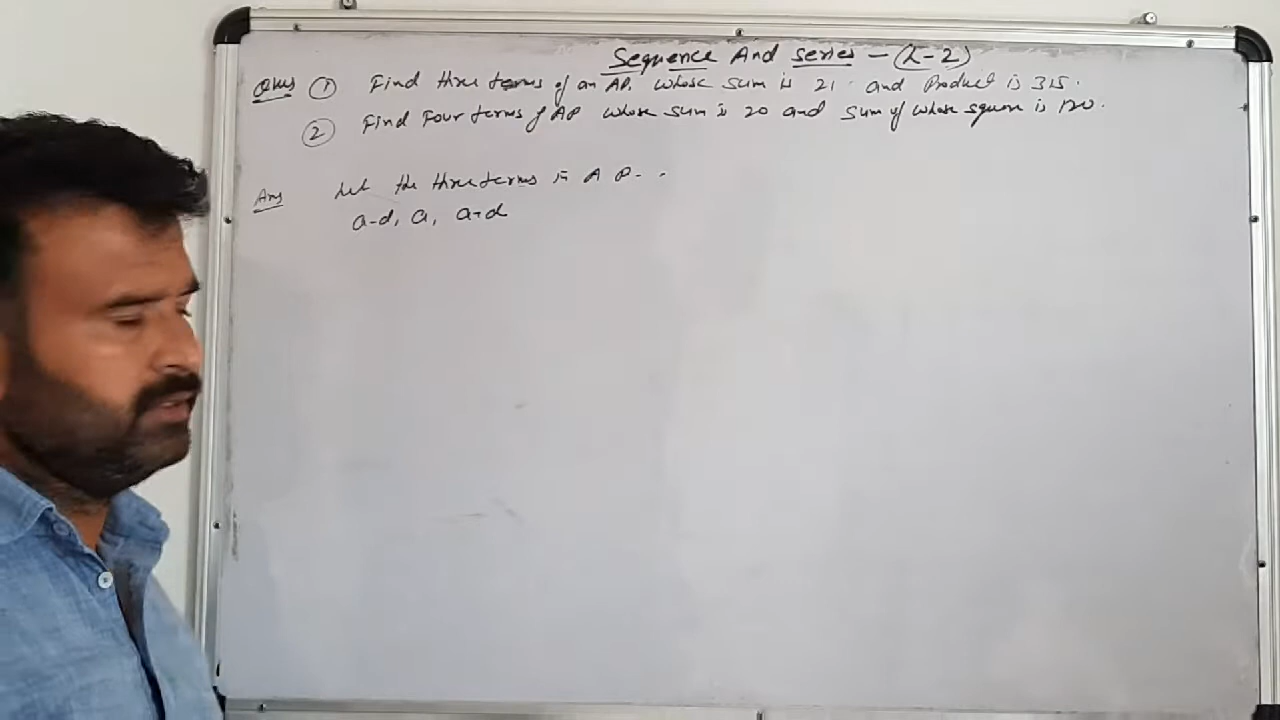 Sequence And series - (L-2)
Ques ① Find three terms of an AP. whose sum is 21. and Product is 315.
② Find Four terms of AP whose sum is 20 and sum of whose square is 120.
Ans Let the three terms in A P..
a-d, a, a+d